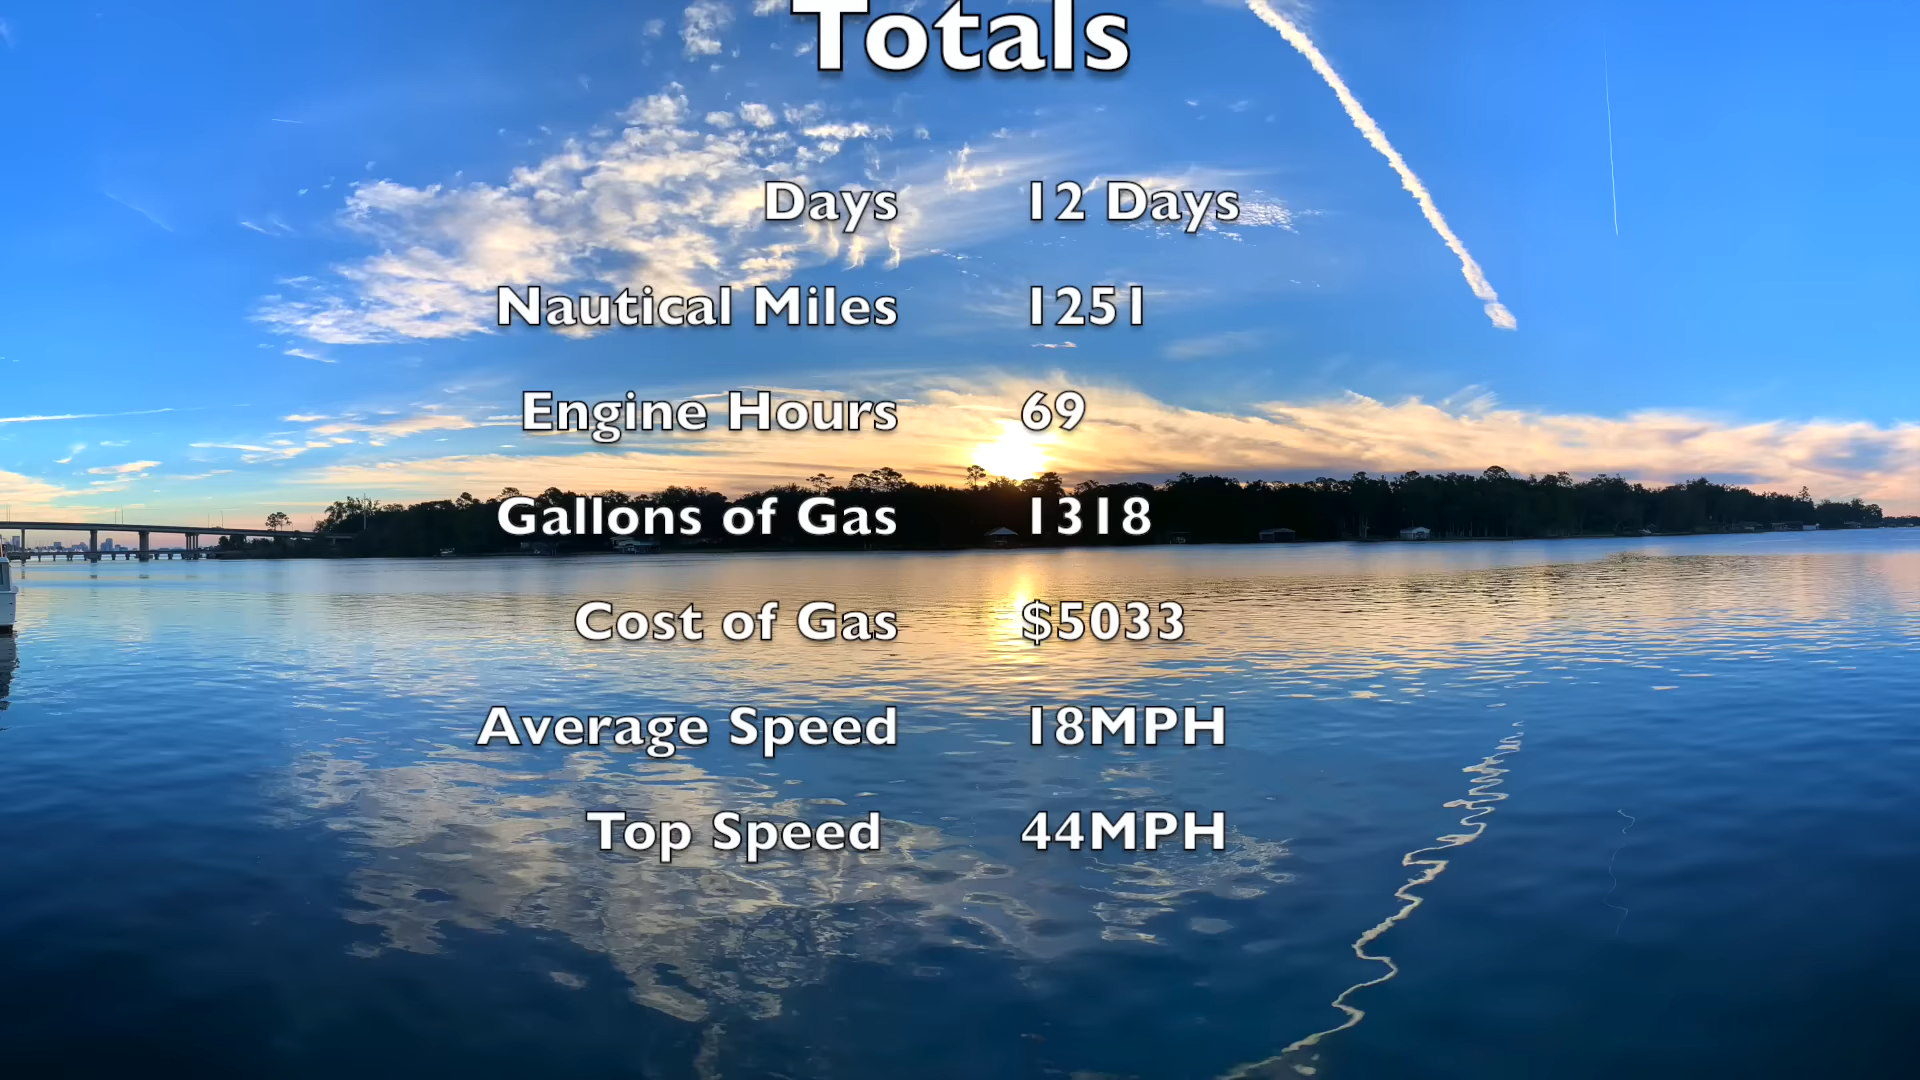 Totals
Days 12 Days
Nautical Miles 1251
Engine Hours 69
Gallons of Gas 1318
Cost of Gas $5033
Average Speed 18MPH
Top Speed 44MPH